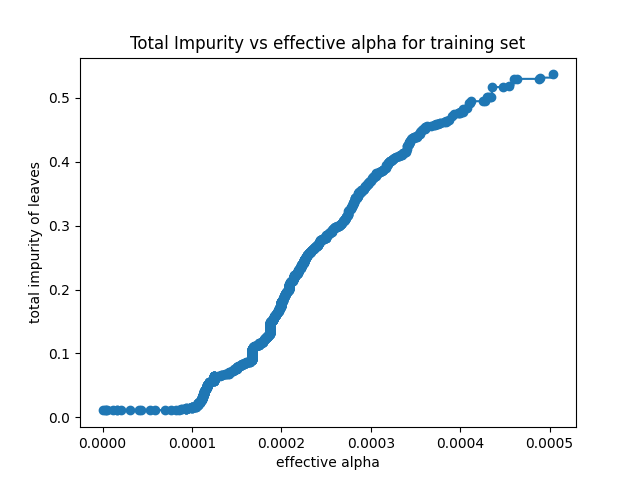 Total Impurity vs effective alpha for training set
total impurity of leaves
0.5
0.4
0.3
0.2
0.1
0.0
0.0000 0.0001 0.0002 0.0003 0.0004 0.0005
effective alpha